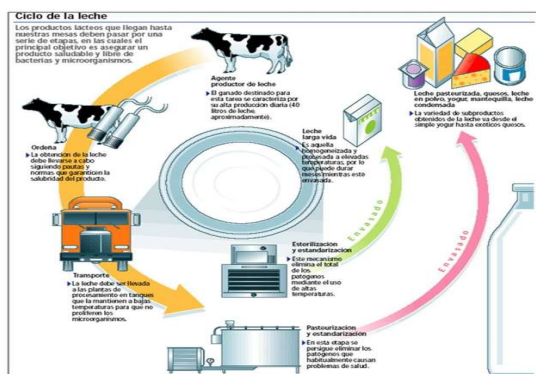 Ciclo de la leche
Los productos lácteos que llegan hasta
nuestras mesas deben pasar por una
serie de etapas, en las cuales el
principal objetivo es asegurar un
producto saludable y libre de
bacterias y microorganismos.
Agente
productor de leche
El ganado destinado para
esta tarea se caracteriza por
su alta producción diaria (40
litros de leche,
aproximadamente).
Leche pasteurizada, quesos, leche
en polvo, yogur, mantequilla, leche
condensada
La variedad de subproductos
obtenidos de la leche va desde el
simple yogur hasta exóticos quesos.
Ordeña
La obtención de la leche
debe llevarse a cabo
siguiendo pautas y
normas que garanticen la
salubridad del producto.
Leche
larga vida
Es aquella
homogeneizada y
procesada a elevadas
temperaturas, por lo
que puede durar
meses mientras esté
envasada.
Envasado
Envasado
Transporte
La leche debe ser llevada
a las plantas de
procesamiento en tanques
que la mantienen a bajas
temperaturas para que no
proliferen los
microorganismos.
Esterilización
y estandarización
Este mecanismo
elimina el total
de los
patógenos
mediante el uso
de altas
temperaturas.
Pasteurización
y estandarización
En esta etapa se
persigue eliminar los
patógenos que
habitualmente causan
problemas de salud.